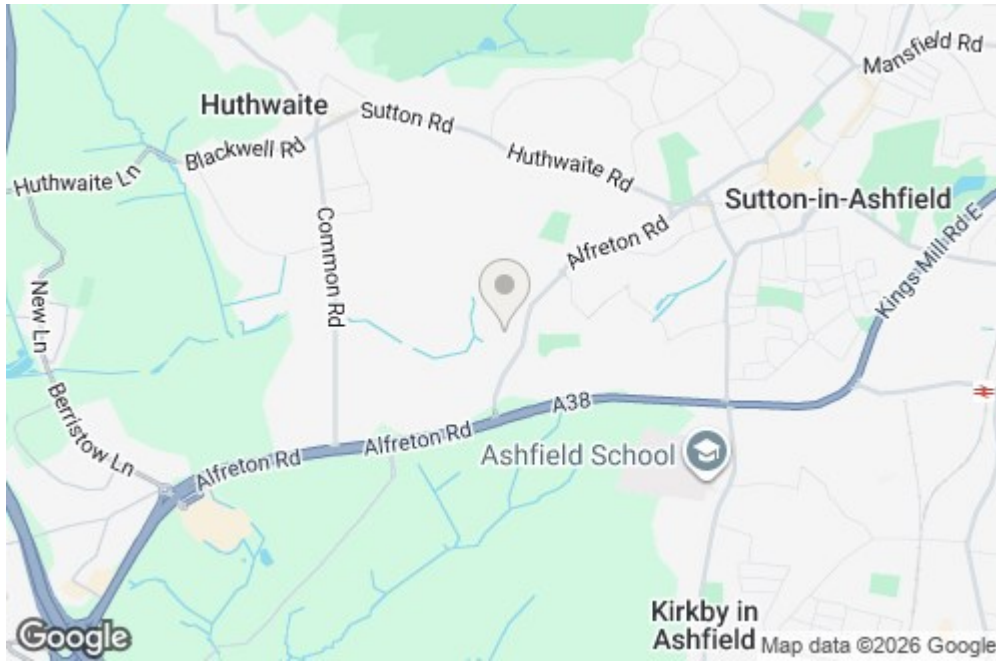 Mansfield Rd
Huthwaite
Sutton Rd
Blackwell Rd
Huthwaite Rd
Huthwaite Ln
Sutton-in-Ashfield
Alfreton Rd
Common Rd
Kings Mill Rd E
New Ln
A38
Berristow Ln
Alfreton Rd
Alfreton Rd
Ashfield School
Kirkby in
Ashfield
Google
Map data ©2026 Google